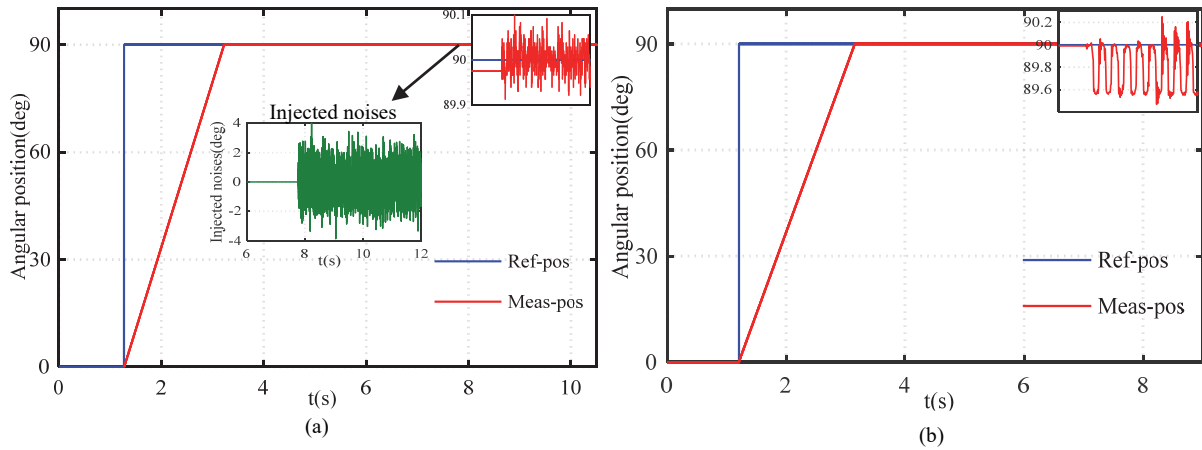 90.1
90
89.9
90
Angular position(deg)
60
30
0
Injected noises
Injected noises(deg)
4
2
0
-2
-4
6
8
10
12
t(s)
Ref-pos
Meas-pos
0
2
4
6
8
10
t(s)
(a)
90.2
90
89.8
89.6
90
Angular position(deg)
60
30
0
Ref-pos
Meas-pos
0
2
4
6
8
t(s)
(b)